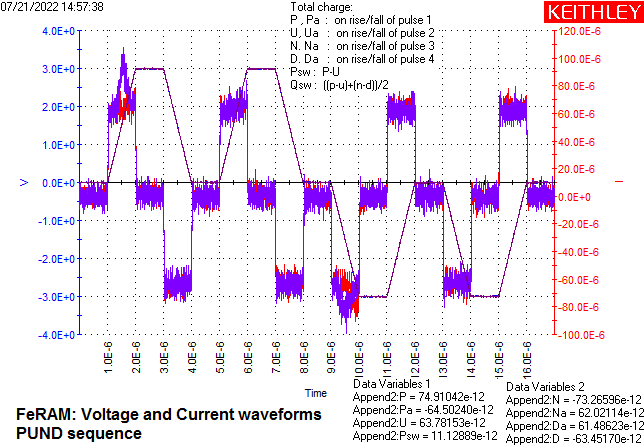 07/21/2022 14:57:38
Total charge:
KEITHLEY
P , Pa : on rise/fall of pulse 1
U, Ua : on rise/fall of pulse 2
N. Na : on rise/fall of pulse 3
D. Da : on rise/fall of pulse 4
Psw : P-U
Qsw : ((p-u)+(n-d))/2
4.0E+0
3.0E+0
2.0E+0
1.0E+0
0.0E+0
-1.0E+0
-2.0E+0
-3.0E+0
-4.0E+0
V
120.0E-6
100.0E-6
80.0E-6
60.0E-6
40.0E-6
20.0E-6
0.0E+0
-20.0E-6
-40.0E-6
-60.0E-6
-80.0E-6
-100.0E-6
I
1.0E-6
2.0E-6
3.0E-6
4.0E-6
5.0E-6
6.0E-6
7.0E-6
8.0E-6
9.0E-6
10.0E-6
11.0E-6
12.0E-6
13.0E-6
14.0E-6
15.0E-6
16.0E-6
Time
Data Variables 1
Append2:P = 74.91042e-12
Append2:Pa = -64.50240e-12
Append2:U = 63.78153e-12
Append2:Psw = 11.12889e-12
Data Variables 2
Append2:N = -73.26596e-12
Append2:Na = 62.02114e-12
Append2:Da = 61.48623e-12
Append2:D = -63.45170e-12
FeRAM: Voltage and Current waveforms
PUND sequence